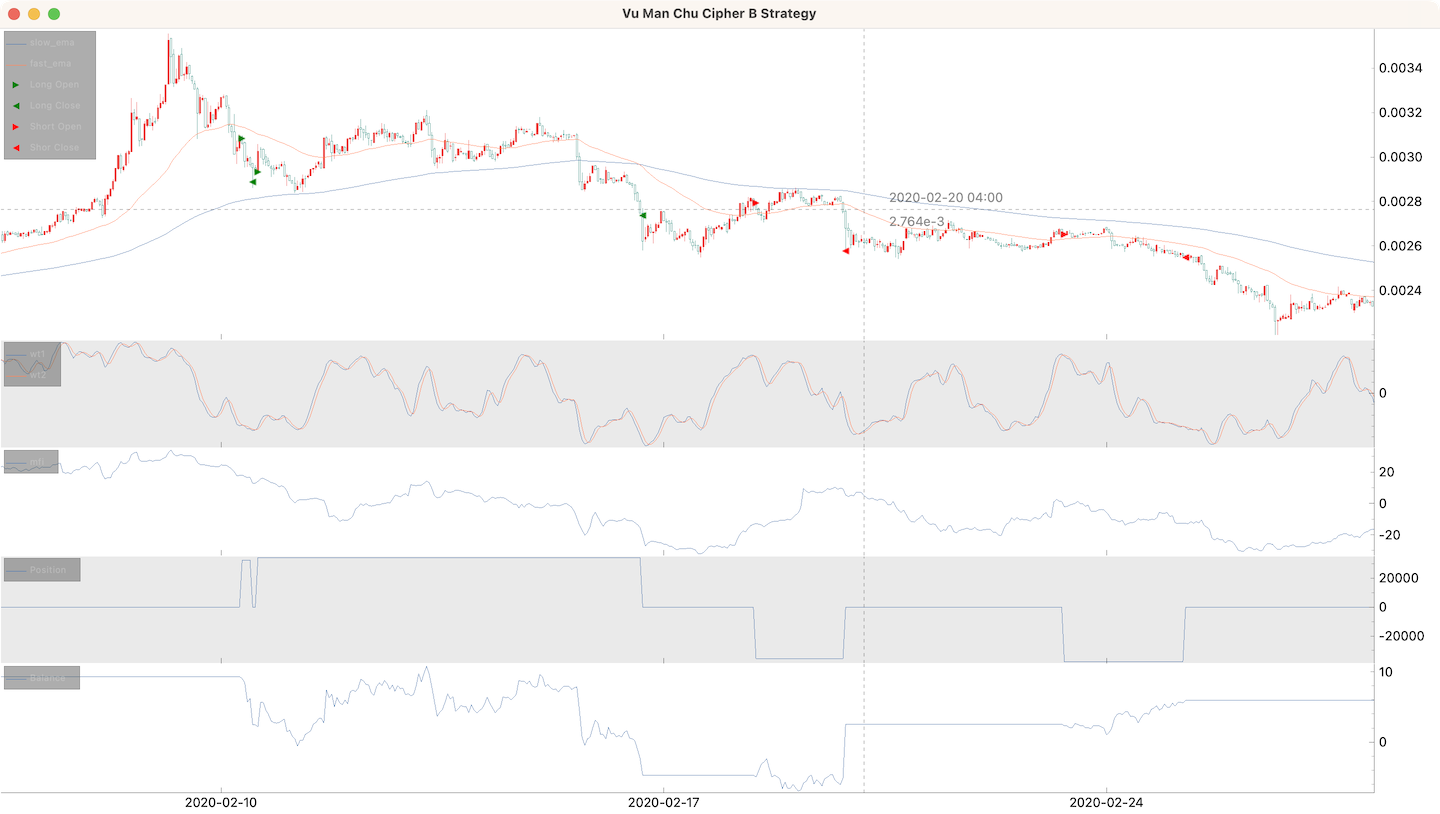 Vu Man Chu Cipher B Strategy
slow_ema
fast_ema
Long Open
Long Close
Short Open
Shor Close
0.0034
0.0032
0.0030
0.0028
0.0026
0.0024
2020-02-20 04:00
2.764e-3
wt1
wt2
0
mfi
20
0
-20
Position
20000
0
-20000
Balance
10
0
2020-02-10
2020-02-17
2020-02-24